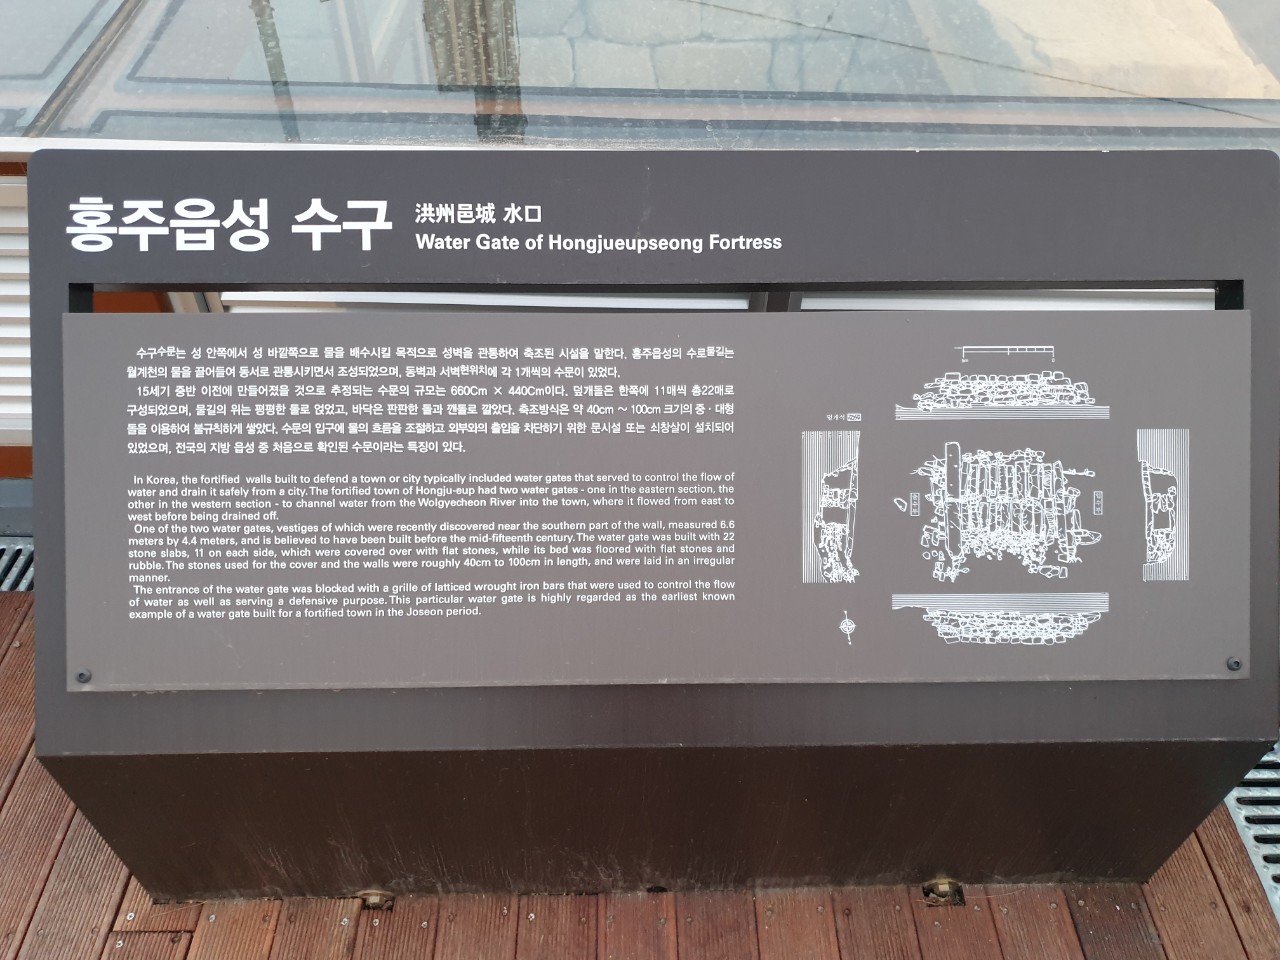 홍주읍성 수구
洪州邑城 水口
Water Gate of Hongjueupseong Fortress
수구수문는 성 안쪽에서 성 바깥쪽으로 물을 배수시킬 목적으로 성벽을 관통하여 축조된 시설을 말한다. 홍주읍성의 수로물길는
월계천의 물을 끌어들여 동서로 관통시키면서 조성되었으며, 동벽과 서벽현위치에 각 1개씩의 수문이 있었다.
15세기 중반 이전에 만들어졌을 것으로 추정되는 수문의 규모는 660Cm × 440Cm이다. 덮개돌은 한쪽에 11매씩 총22매로
구성되었으며, 물길의 위는 평평한 돌로 얹었고, 바닥은 판판한 돌과 깬돌로 깔았다. 축조방식은 약 40cm ~ 100cm 크기의 중·대형
돌을 이용하여 불규칙하게 쌓았다. 수문의 입구에 물의 흐름을 조절하고 외부와의 출입을 차단하기 위한 문시설 또는 쇠창살이 설치되어
있었으며, 전국의 지방 읍성 중 처음으로 확인된 수문이라는 특징이 있다.
In Korea, the fortified walls built to defend a town or city typically included water gates that served to control the flow of
water and drain it safely from a city. The fortified town of Hongju-eup had two water gates - one in the eastern section, the
other in the western section - to channel water from the Wolgyecheon River into the town, where it flowed from east to
west before being drained off.
One of the two water gates, vestiges of which were recently discovered near the southern part of the wall, measured 6.6
meters by 4.4 meters, and is believed to have been built before the mid-fifteenth century. The water gate was built with 22
stone slabs, 11 on each side, which were covered over with flat stones, while its bed was floored with flat stones and
rubble. The stones used for the cover and the walls were roughly 40cm to 100cm in length, and were laid in an irregular
manner.
The entrance of the water gate was blocked with a grille of latticed wrought iron bars that were used to control the flow
of water as well as serving a defensive purpose. This particular water gate is highly regarded as the earliest known
example of a water gate built for a fortified town in the Joseon period.